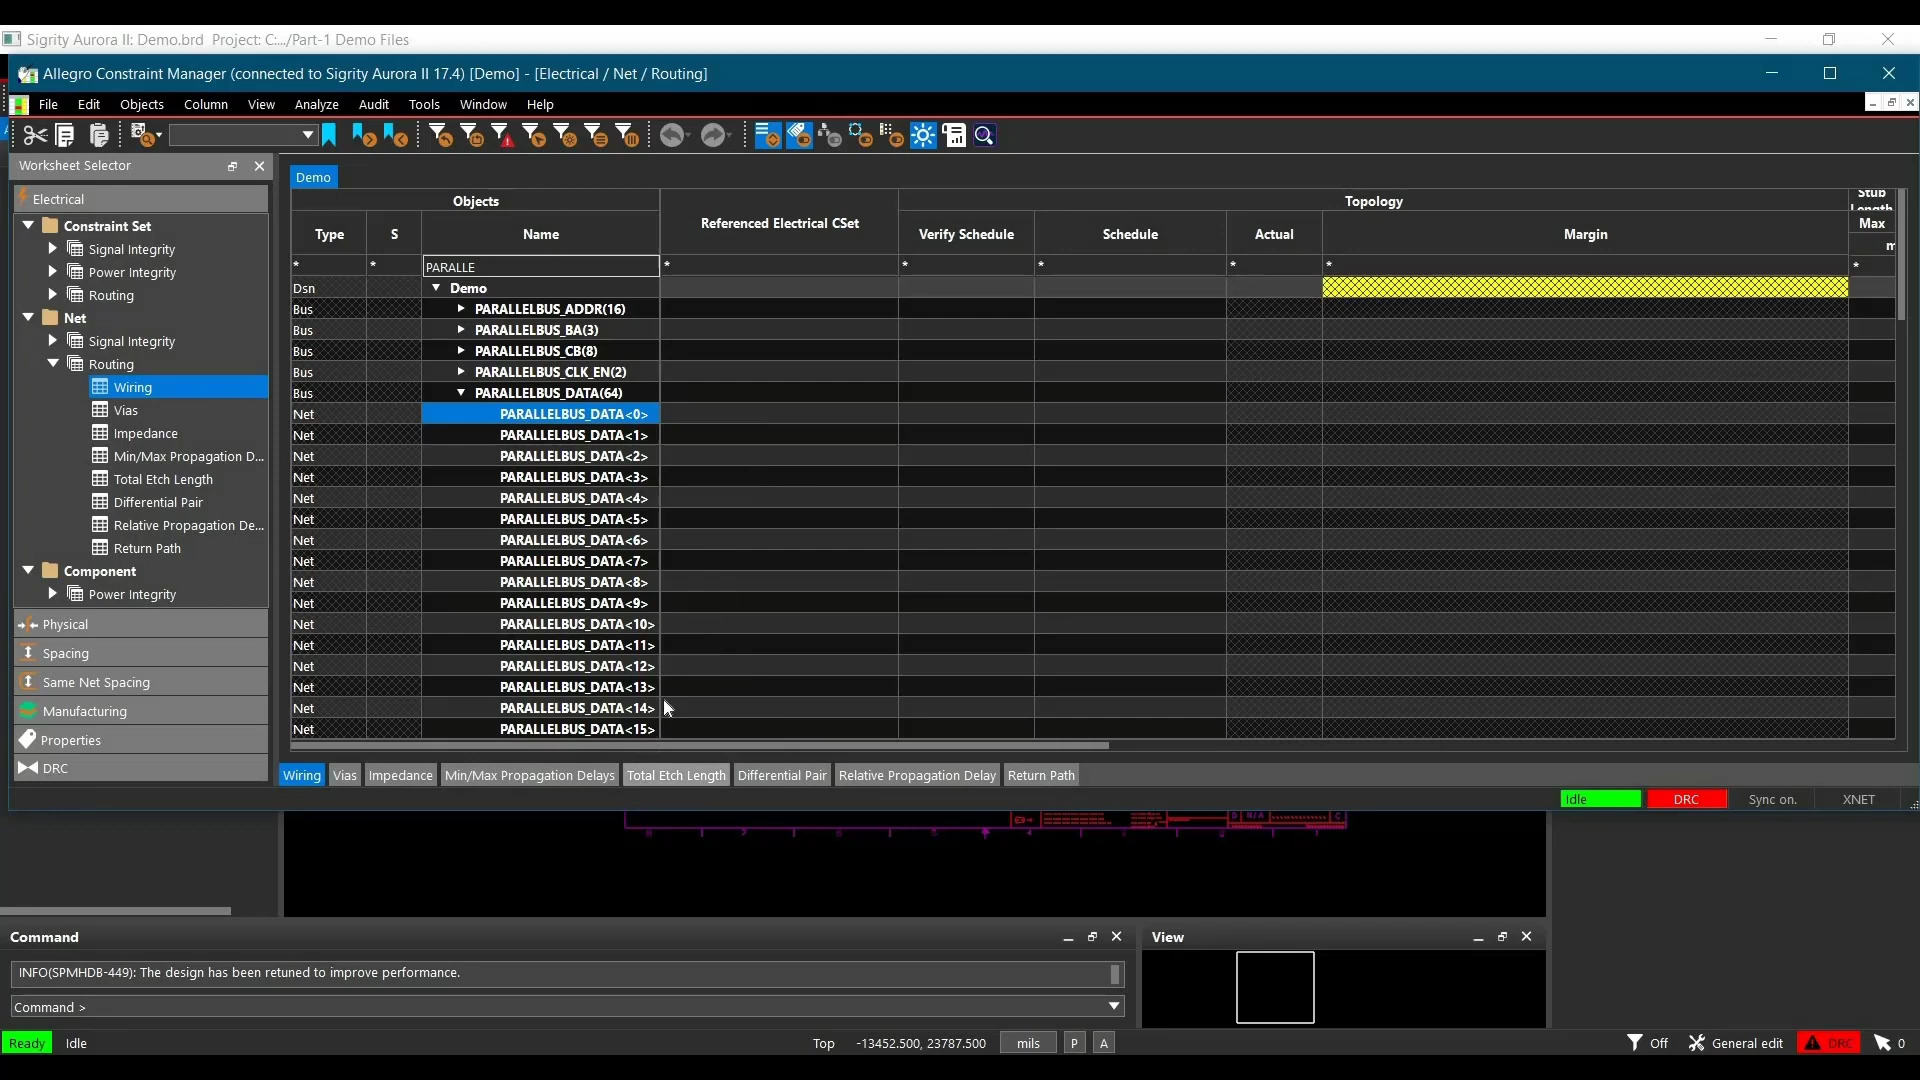 Sigrity Aurora II: Demo.brd Project: C:.../Part-1 Demo Files
Allegro Constraint Manager (connected to Sigrity Aurora II 17.4) [Demo] - [Electrical / Net / Routing]
File Edit Objects Column View Analyze Audit Tools Window Help
Worksheet Selector
Electrical
Constraint Set
Signal Integrity
Power Integrity
Routing
Net
Signal Integrity
Routing
Wiring
Vias
Impedance
Min/Max Propagation D...
Total Etch Length
Differential Pair
Relative Propagation De...
Return Path
Component
Power Integrity
Physical
Spacing
Same Net Spacing
Manufacturing
Properties
DRC
Demo
Objects Referenced Electrical CSet Topology Stub Length
Type S Name Verify Schedule Schedule Actual Margin Max
* * PARALLE * * * * * *
Dsn Demo
Bus PARALLELBUS_ADDR(16)
Bus PARALLELBUS_BA(3)
Bus PARALLELBUS_CB(8)
Bus PARALLELBUS_CLK_EN(2)
Bus PARALLELBUS_DATA(64)
Net PARALLELBUS_DATA<0>
Net PARALLELBUS_DATA<1>
Net PARALLELBUS_DATA<2>
Net PARALLELBUS_DATA<3>
Net PARALLELBUS_DATA<4>
Net PARALLELBUS_DATA<5>
Net PARALLELBUS_DATA<6>
Net PARALLELBUS_DATA<7>
Net PARALLELBUS_DATA<8>
Net PARALLELBUS_DATA<9>
Net PARALLELBUS_DATA<10>
Net PARALLELBUS_DATA<11>
Net PARALLELBUS_DATA<12>
Net PARALLELBUS_DATA<13>
Net PARALLELBUS_DATA<14>
Net PARALLELBUS_DATA<15>
Wiring Vias Impedance Min/Max Propagation Delays Total Etch Length Differential Pair Relative Propagation Delay Return Path
Idle DRC Sync on. XNET
Command
INFO(SPMHDB-449): The design has been retuned to improve performance.
Command >
View
Ready Idle Top -13452.500, 23787.500 mils P A Off General edit DRC 0